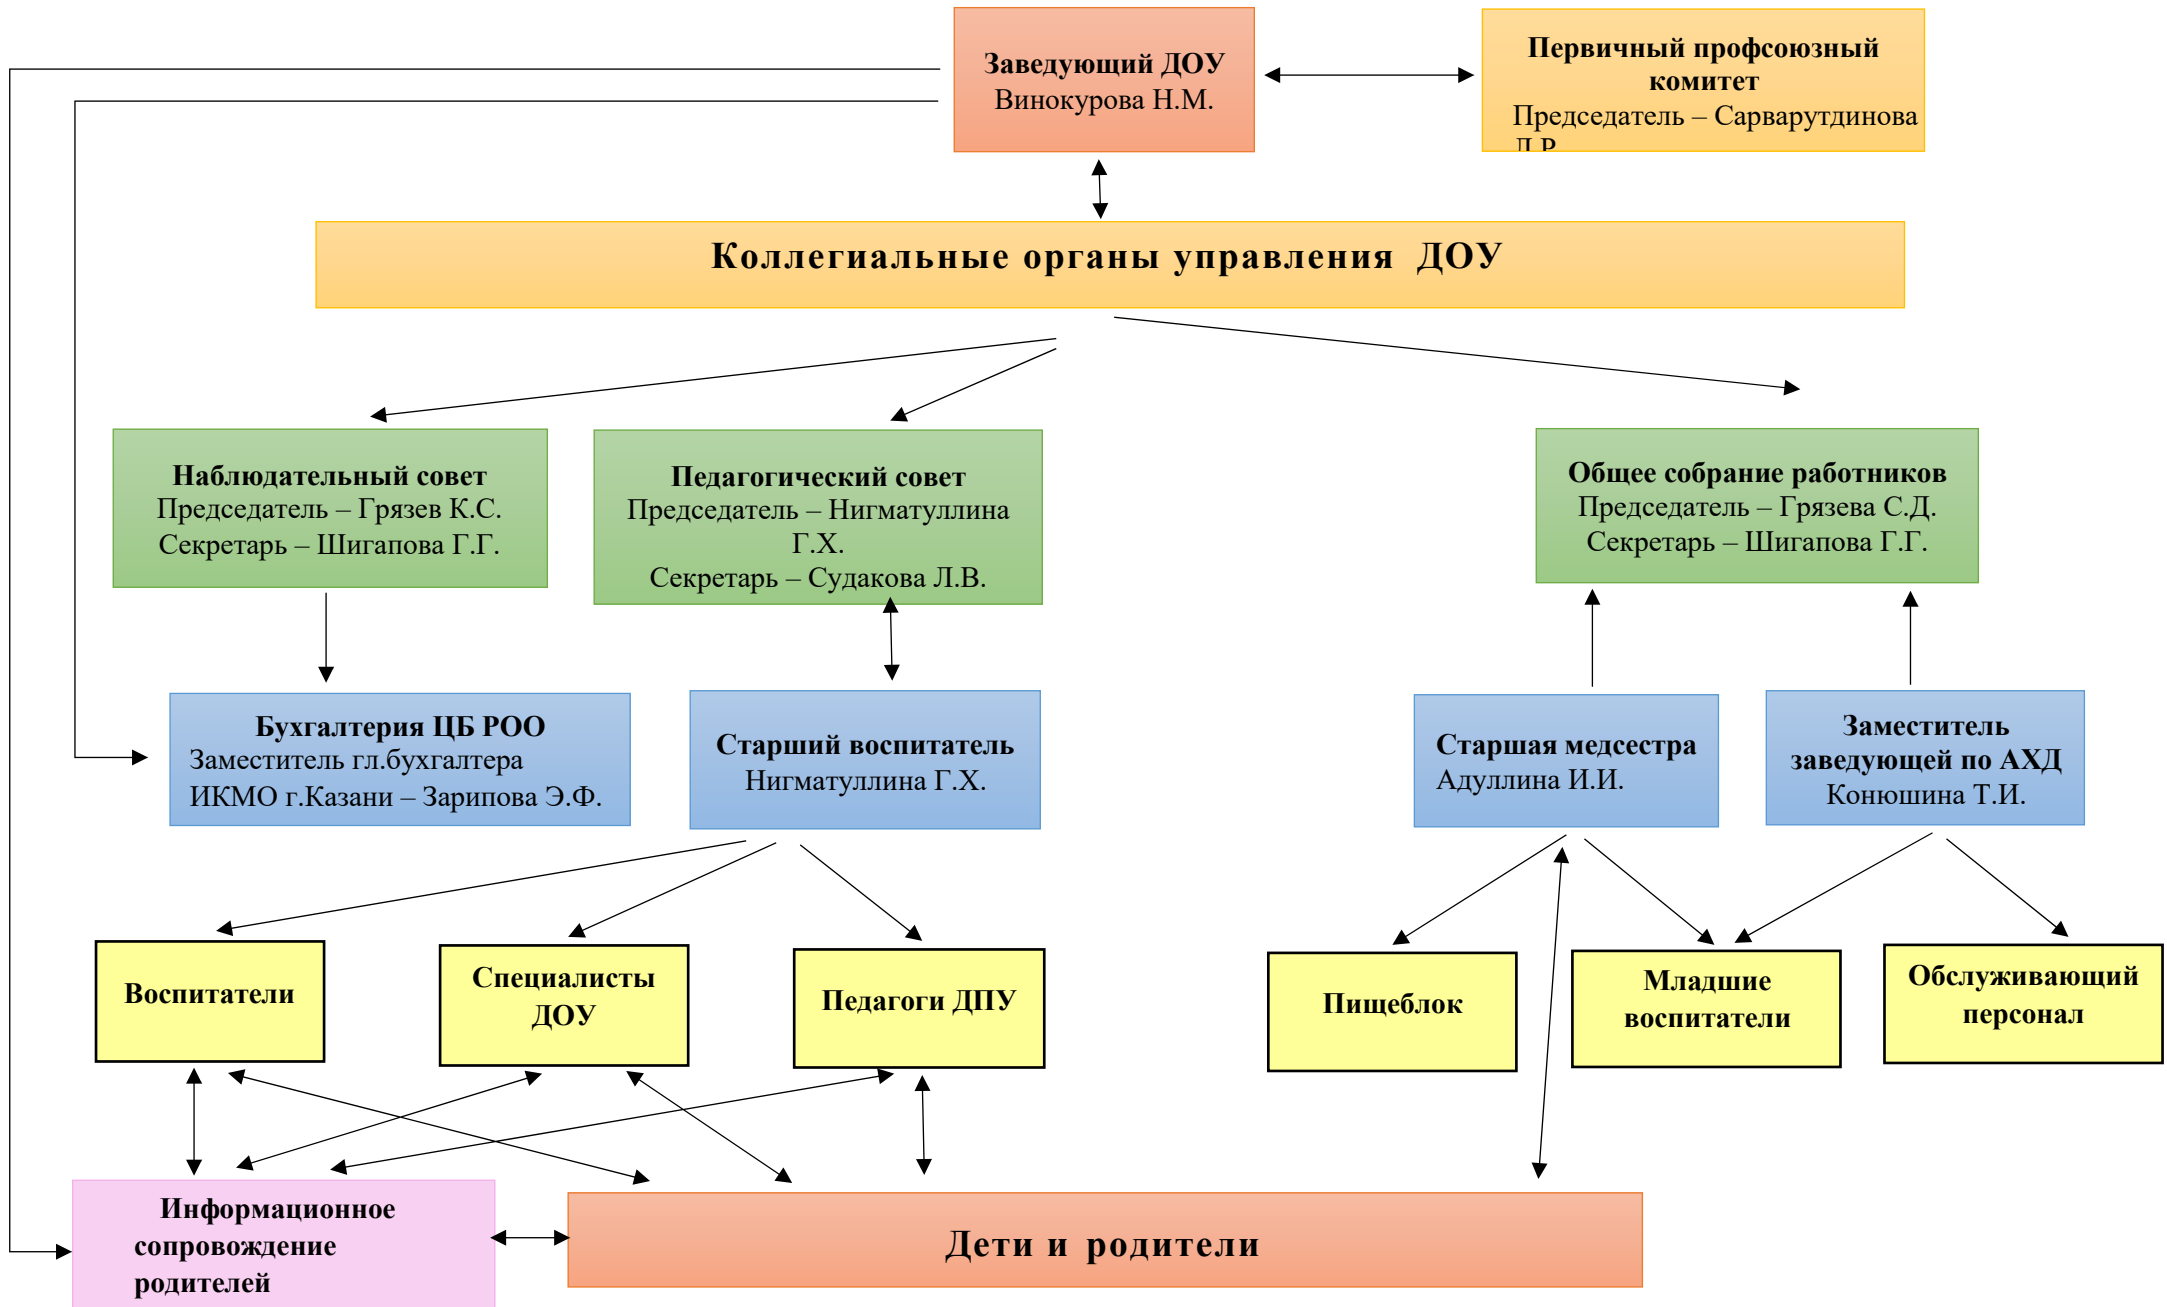 Заведующий ДОУ
Винокурова Н.М.
Первичный профсоюзный
комитет
Председатель – Сарварутдинова
Коллегиальные органы управления ДОУ
Наблюдательный совет
Председатель – Грязев К.С.
Секретарь – Шигапова Г.Г.
Педагогический совет
Председатель – Нигматуллина
Г.Х.
Секретарь – Судакова Л.В.
Общее собрание работников
Председатель – Грязева С.Д.
Секретарь – Шигапова Г.Г.
Бухгалтерия ЦБ РОО
Заместитель гл.бухгалтера
ИКМО г.Казани – Зарипова Э.Ф.
Старший воспитатель
Нигматуллина Г.Х.
Старшая медсестра
Адуллина И.И.
Заместитель
заведующей по АХД
Конюшина Т.И.
Воспитатели
Специалисты
ДОУ
Педагоги ДПУ
Пищеблок
Младшие
воспитатели
Обслуживающий
персонал
Информационное
сопровождение
родителей
Дети и родители